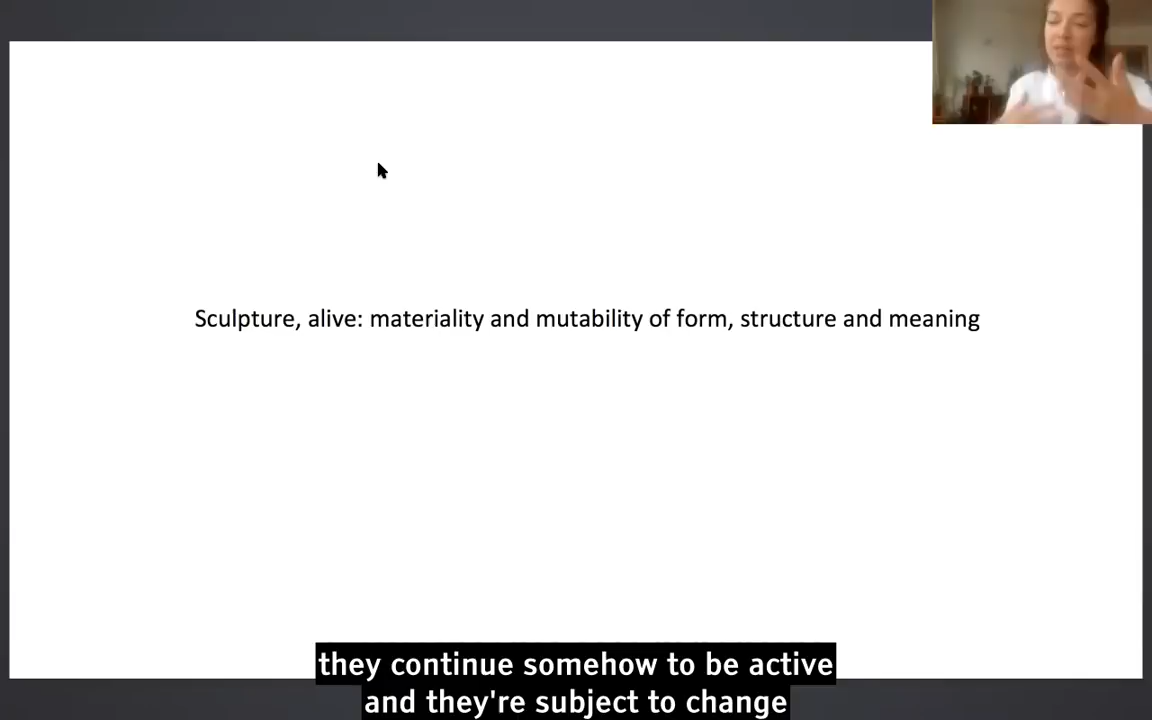 Sculpture, alive: materiality and mutability of form, structure and meaning
they continue somehow to be active
and they're subject to change